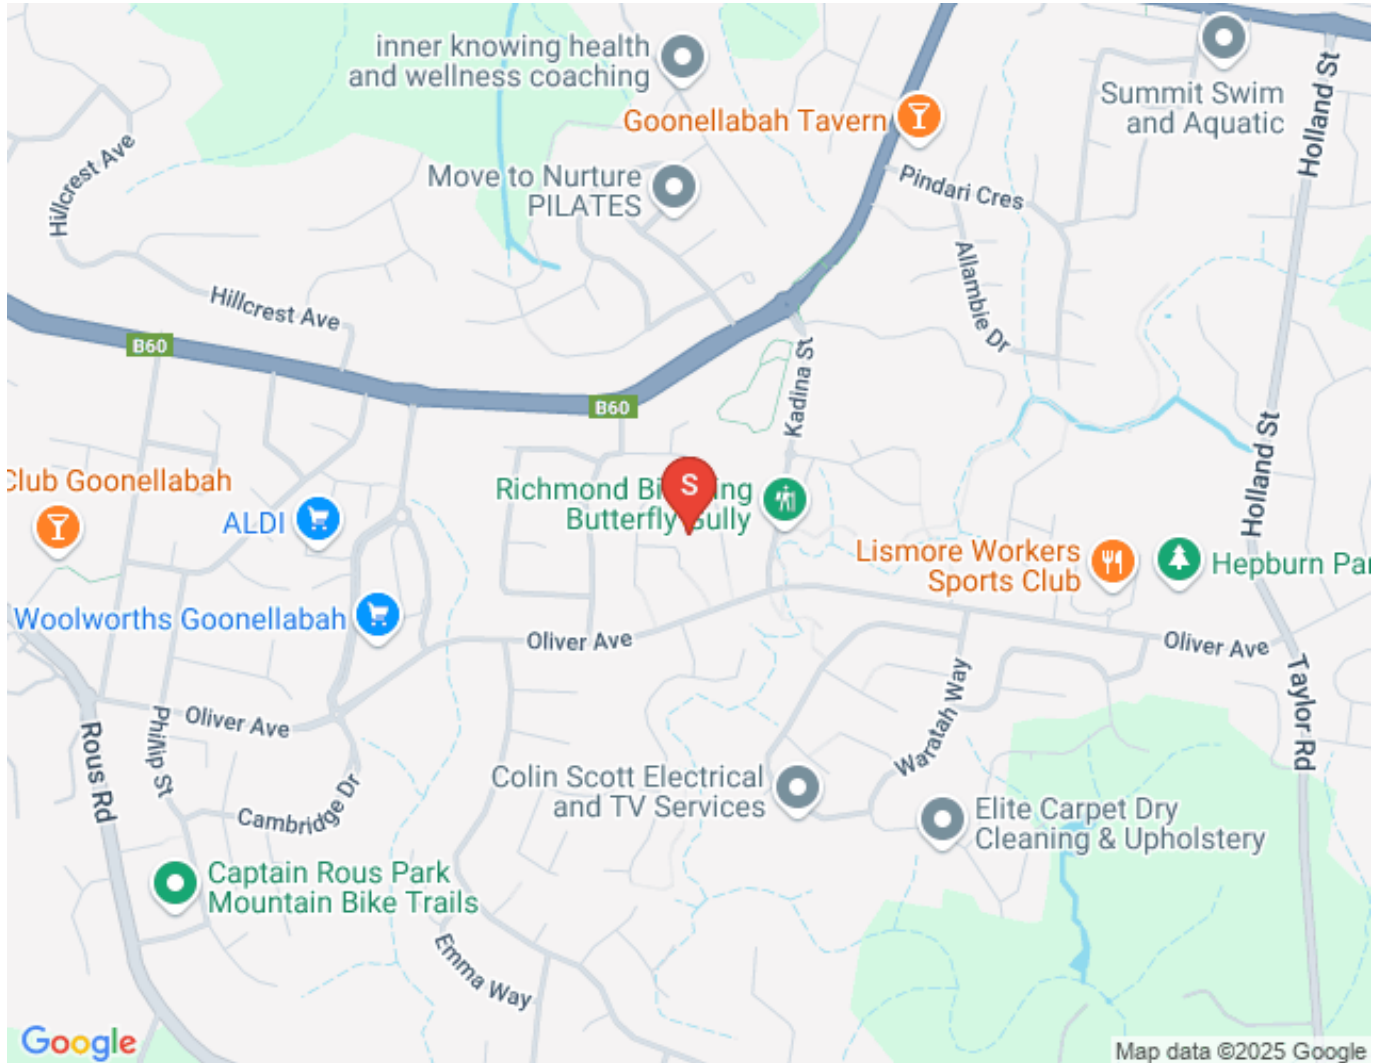 inner knowing health
and wellness coaching
Goonellabah Tavern
Summit Swim
and Aquatic
Holland St
Hillcrest Ave
Move to Nurture
PILATES
Pindari Cres
Allambie Dr
Hillcrest Ave
B60
B60
Kadina St
Club Goonellabah
ALDI
S
Richmond Bi ing
Butterfly Gully
Holland St
Lismore Workers
Sports Club
Hepburn Par
Woolworths Goonellabah
Oliver Ave
Oliver Ave
Oliver Ave
Phillip St
Rous Rd
Waratah Way
Taylor Rd
Cambridge Dr
Colin Scott Electrical
and TV Services
Elite Carpet Dry
Cleaning & Upholstery
Captain Rous Park
Mountain Bike Trails
Emma Way
Google
Map data ©2025 Google